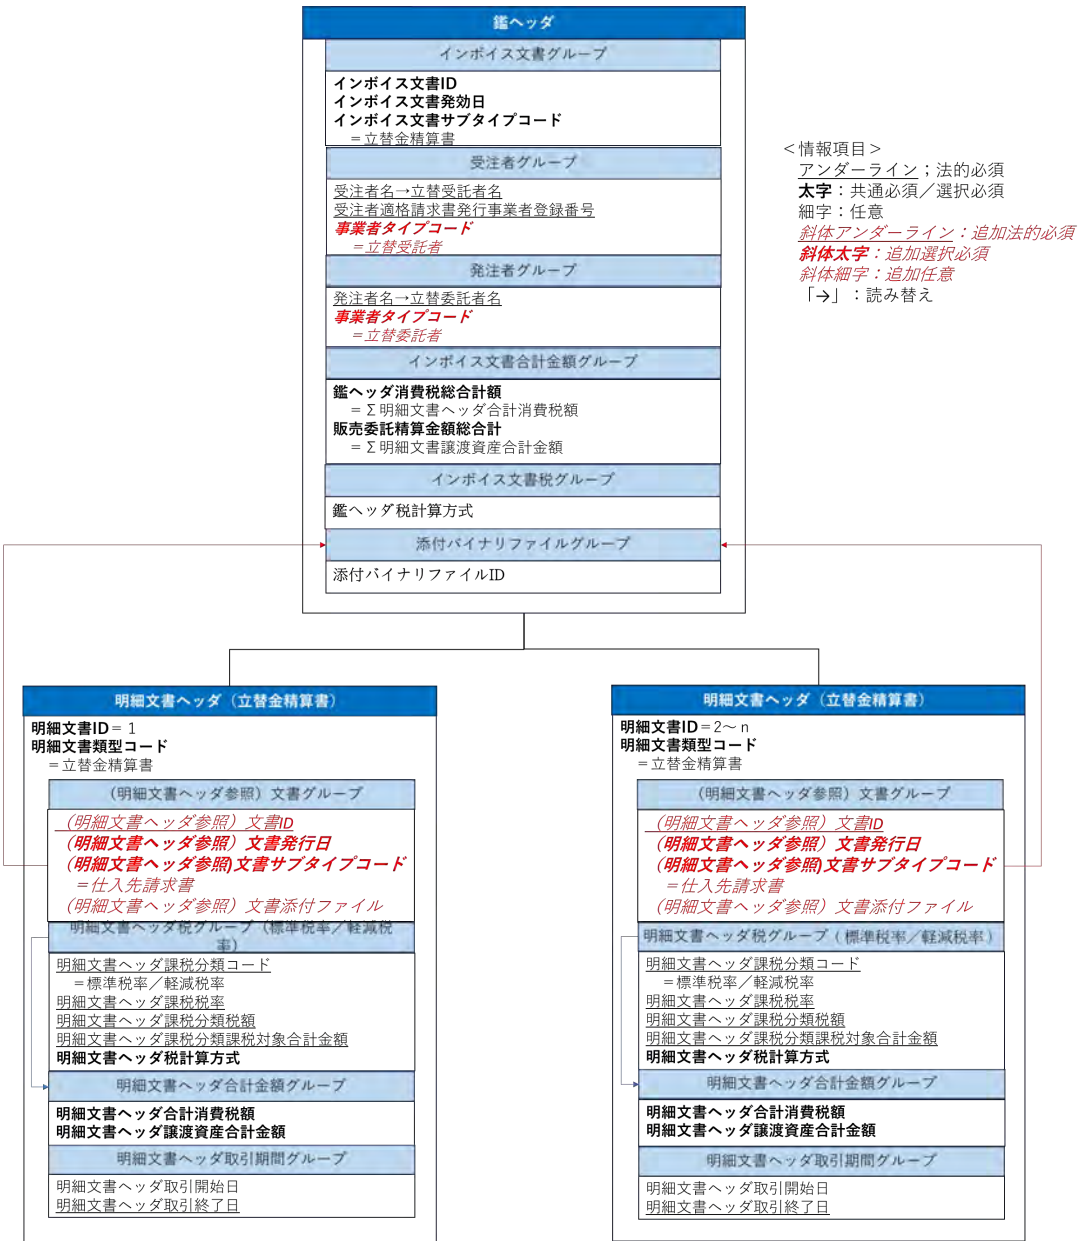 鑑ヘッダ
インボイス文書グループ
インボイス文書ID
インボイス文書発効日
インボイス文書サブタイプコード
＝立替金精算書
受注者グループ
受注者名→立替受託者名
受注者適格請求書発行事業者登録番号
事業者タイプコード
＝立替受託者
発注者グループ
発注者名→立替委託者名
事業者タイプコード
＝立替委託者
インボイス文書合計金額グループ
鑑ヘッダ消費税総合計額
＝Σ明細文書ヘッダ合計消費税額
販売委託精算金額総合計
＝Σ明細文書譲渡資産合計金額
インボイス文書税グループ
鑑ヘッダ税計算方式
添付バイナリファイルグループ
添付バイナリファイルID
＜情報項目＞
アンダーライン；法的必須
太字：共通必須／選択必須
細字：任意
斜体アンダーライン：追加法的必須
斜体太字：追加選択必須
斜体細字：追加任意
「→」：読み替え
明細文書ヘッダ（立替金精算書）
明細文書ID＝１
明細文書類型コード
＝立替金精算書
（明細文書ヘッダ参照）文書グループ
（明細文書ヘッダ参照）文書ID
（明細文書ヘッダ参照）文書発行日
（明細文書ヘッダ参照)文書サブタイプコード
＝仕入先請求書
（明細文書ヘッダ参照）文書添付ファイル
明細文書ヘッダ税グループ（標準税率／軽減税
率）
明細文書ヘッダ課税分類コード
＝標準税率／軽減税率
明細文書ヘッダ課税税率
明細文書ヘッダ課税分類税額
明細文書ヘッダ課税分類課税対象合計金額
明細文書ヘッダ税計算方式
明細文書ヘッダ合計金額グループ
明細文書ヘッダ合計消費税額
明細文書ヘッダ譲渡資産合計金額
明細文書ヘッダ取引期間グループ
明細文書ヘッダ取引開始日
明細文書ヘッダ取引終了日
明細文書ヘッダ（立替金精算書）
明細文書ID＝2～ｎ
明細文書類型コード
＝立替金精算書
（明細文書ヘッダ参照）文書グループ
（明細文書ヘッダ参照）文書ID
（明細文書ヘッダ参照）文書発行日
（明細文書ヘッダ参照)文書サブタイプコード
＝仕入先請求書
（明細文書ヘッダ参照）文書添付ファイル
明細文書ヘッダ税グループ（標準税率／軽減税率）
明細文書ヘッダ課税分類コード
＝標準税率／軽減税率
明細文書ヘッダ課税税率
明細文書ヘッダ課税分類税額
明細文書ヘッダ課税分類課税対象合計金額
明細文書ヘッダ税計算方式
明細文書ヘッダ合計金額グループ
明細文書ヘッダ合計消費税額
明細文書ヘッダ譲渡資産合計金額
明細文書ヘッダ取引期間グループ
明細文書ヘッダ取引開始日
明細文書ヘッダ取引終了日